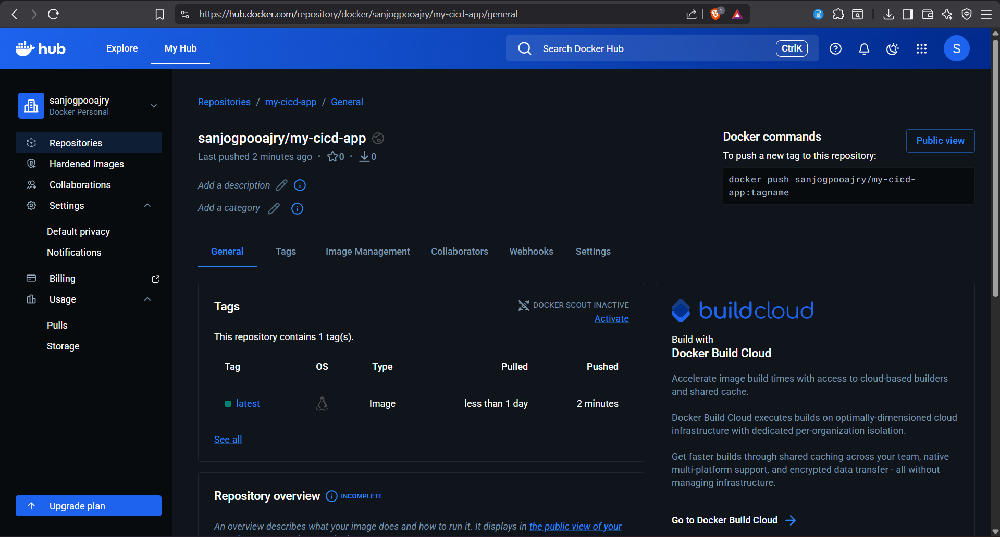 https://hub.docker.com/repository/docker/sanjogpooajry/my-cicd-app/general
1
hub
Explore
My Hub
Search Docker Hub
CtrlK
S
sanjogpooajry
Docker Personal
Repositories
Hardened Images
Collaborations
Settings
Default privacy
Notifications
Billing
Usage
Pulls
Storage
Upgrade plan
Repositories / my-cicd-app / General
sanjogpooajry/my-cicd-app
Last pushed 2 minutes ago • 0 • 0
Add a description
Add a category
Docker commands
Public view
To push a new tag to this repository:
docker push sanjogpooajry/my-cicd-
app:tagname
General
Tags
Image Management
Collaborators
Webhooks
Settings
Tags
DOCKER SCOUT INACTIVE
Activate
This repository contains 1 tag(s).
Tag OS Type Pulled Pushed
latest Image less than 1 day 2 minutes
See all
Repository overview INCOMPLETE
An overview describes what your image does and how to run it. It displays in the public view of your
buildcloud
Build with
Docker Build Cloud
Accelerate image build times with access to cloud-based builders
and shared cache.
Docker Build Cloud executes builds on optimally-dimensioned cloud
infrastructure with dedicated per-organization isolation.
Get faster builds through shared caching across your team, native
multi-platform support, and encrypted data transfer - all without
managing infrastructure.
Go to Docker Build Cloud